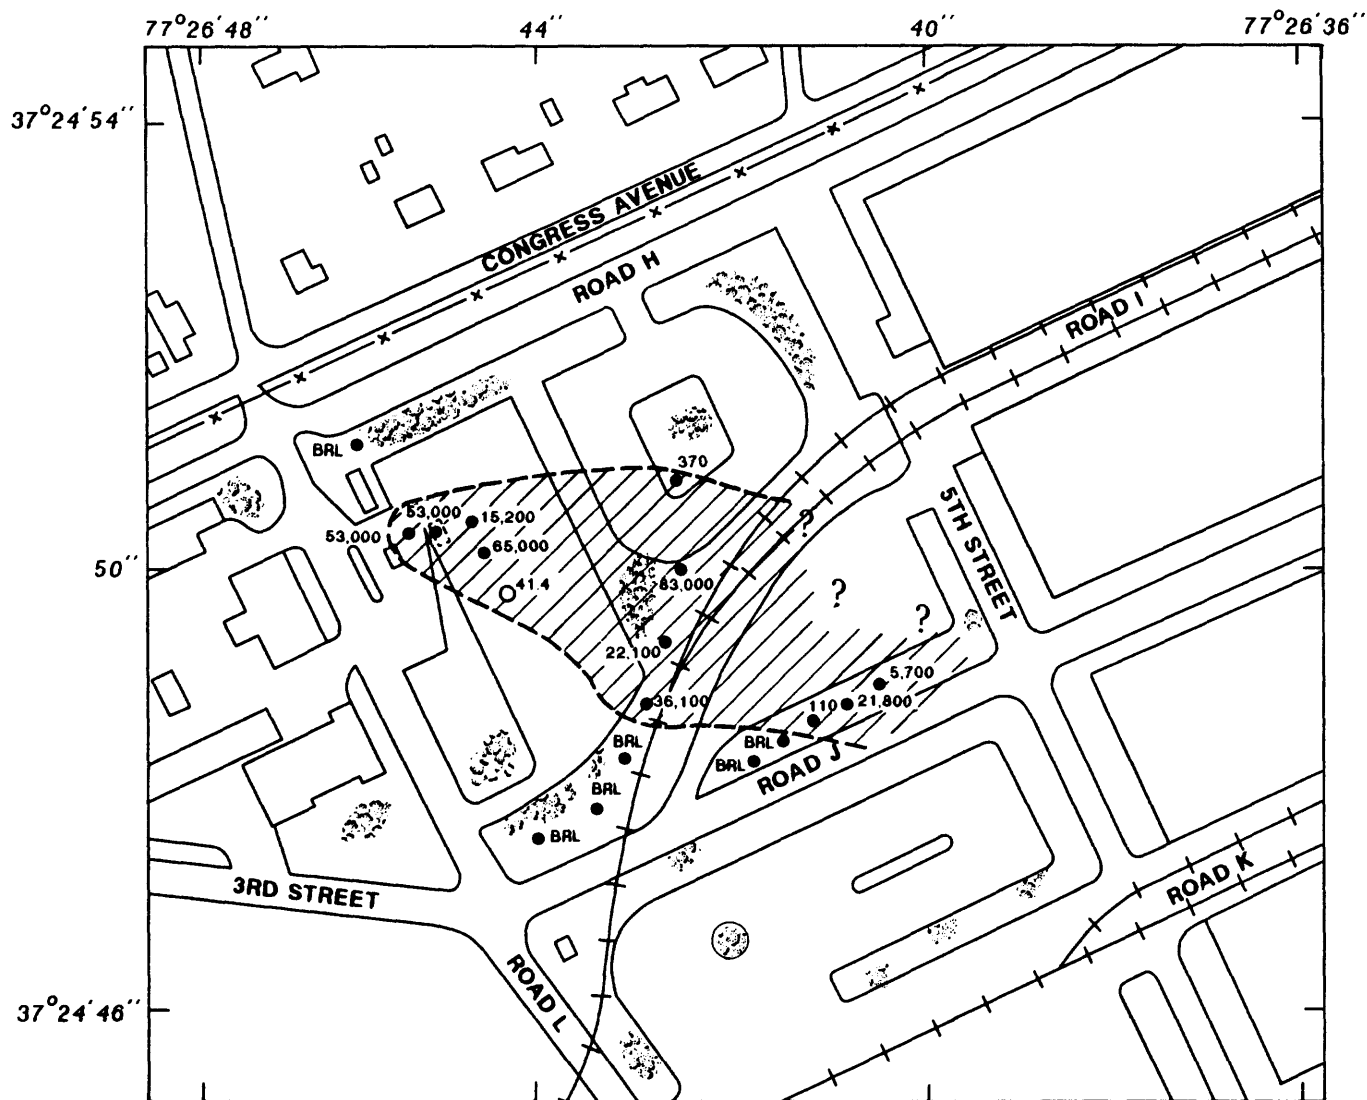 77°26'48''
44''
40''
77°26'36''
37°24'54''
CONGRESS AVENUE
ROAD H
ROAD I
BRL
370
53,000
15,200
53,000
65,000
5TH STREET
?
50''
41.4
83,000
?
?
22,100
5,700
36,100
110
21,800
BRL
BRL
BRL
ROAD J
BRL
BRL
3RD STREET
ROAD K
ROAD L
37°24'46''